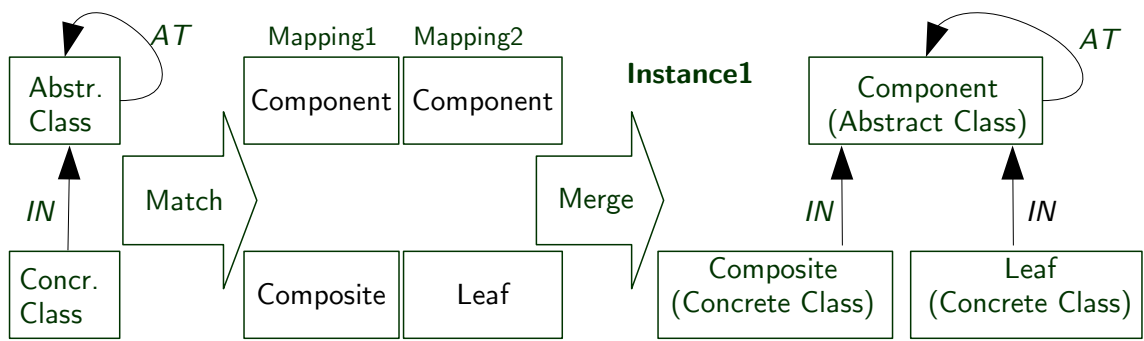 AT
Abstr.
Class
IN
Concr.
Class
Match
Mapping1 Mapping2
Component Component
Composite Leaf
Merge
Instance1
AT
Component
(Abstract Class)
IN IN
Composite
(Concrete Class)
Leaf
(Concrete Class)